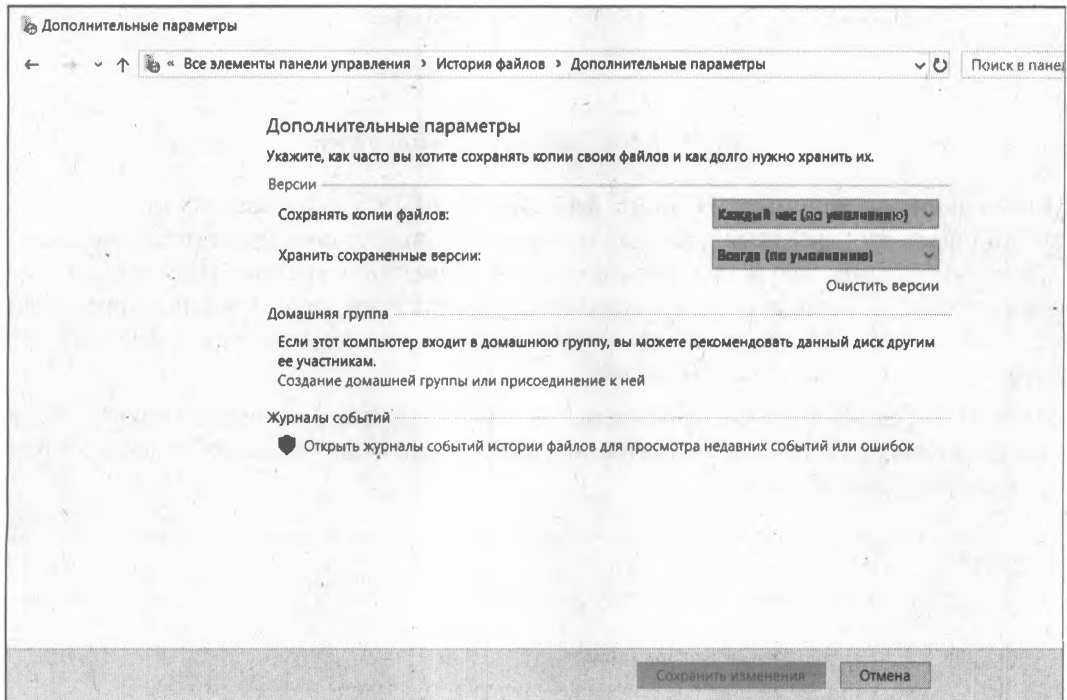 Дополнительные параметры
« Все элементы панели управления › История файлов › Дополнительные параметры
Поиск в
Дополнительные параметры
Укажите, как часто вы хотите сохранять копии своих файлов и как долго нужно хранить их.
Версии
Сохранять копии файлов:
Каждый час (по умолчанию)
Хранить сохраненные версии:
Всегда (по умолчанию)
Очистить версии
Домашняя группа
Если этот компьютер входит в домашнюю группу, вы можете рекомендовать данный диск другим
ее участникам.
Создание домашней группы или присоединение к ней
Журналы событий
Открыть журналы событий истории файлов для просмотра недавних событий или ошибок
Сохранить изменения
Отмена